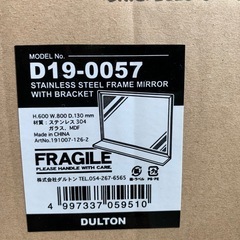 MODEL No.
D19-0057
STAINLESS STEEL FRAME MIRROR
WITH BRACKET
H.600 W.800 D.130 mm
材質：ステンレス 304
ガラス、MDF
Made in CHINA
ArtNo.191007-126-2
FRAGILE
PLEASE HANDLE WITH CARE.
株式会社ダルトン TEL.054-267-6565
4 997337 059510
DULTON